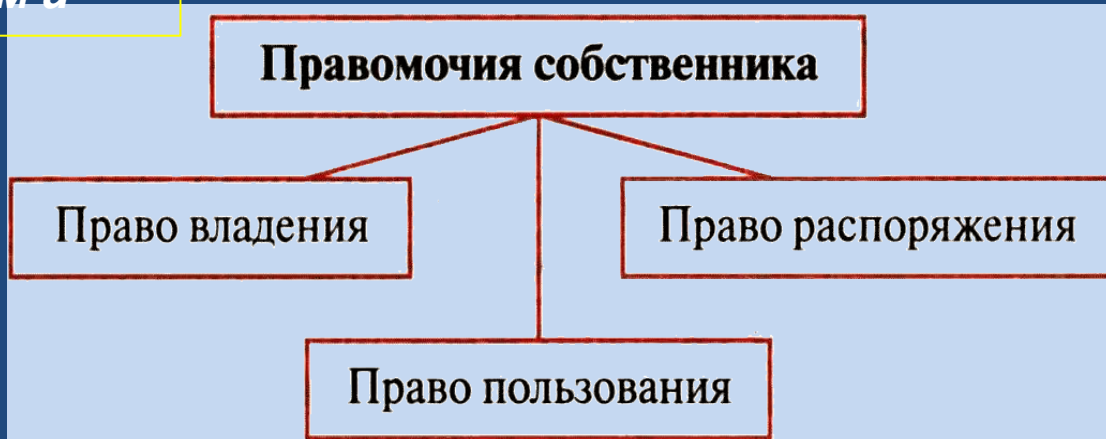 Правомочия собственника
Право владения
Право распоряжения
Право пользования